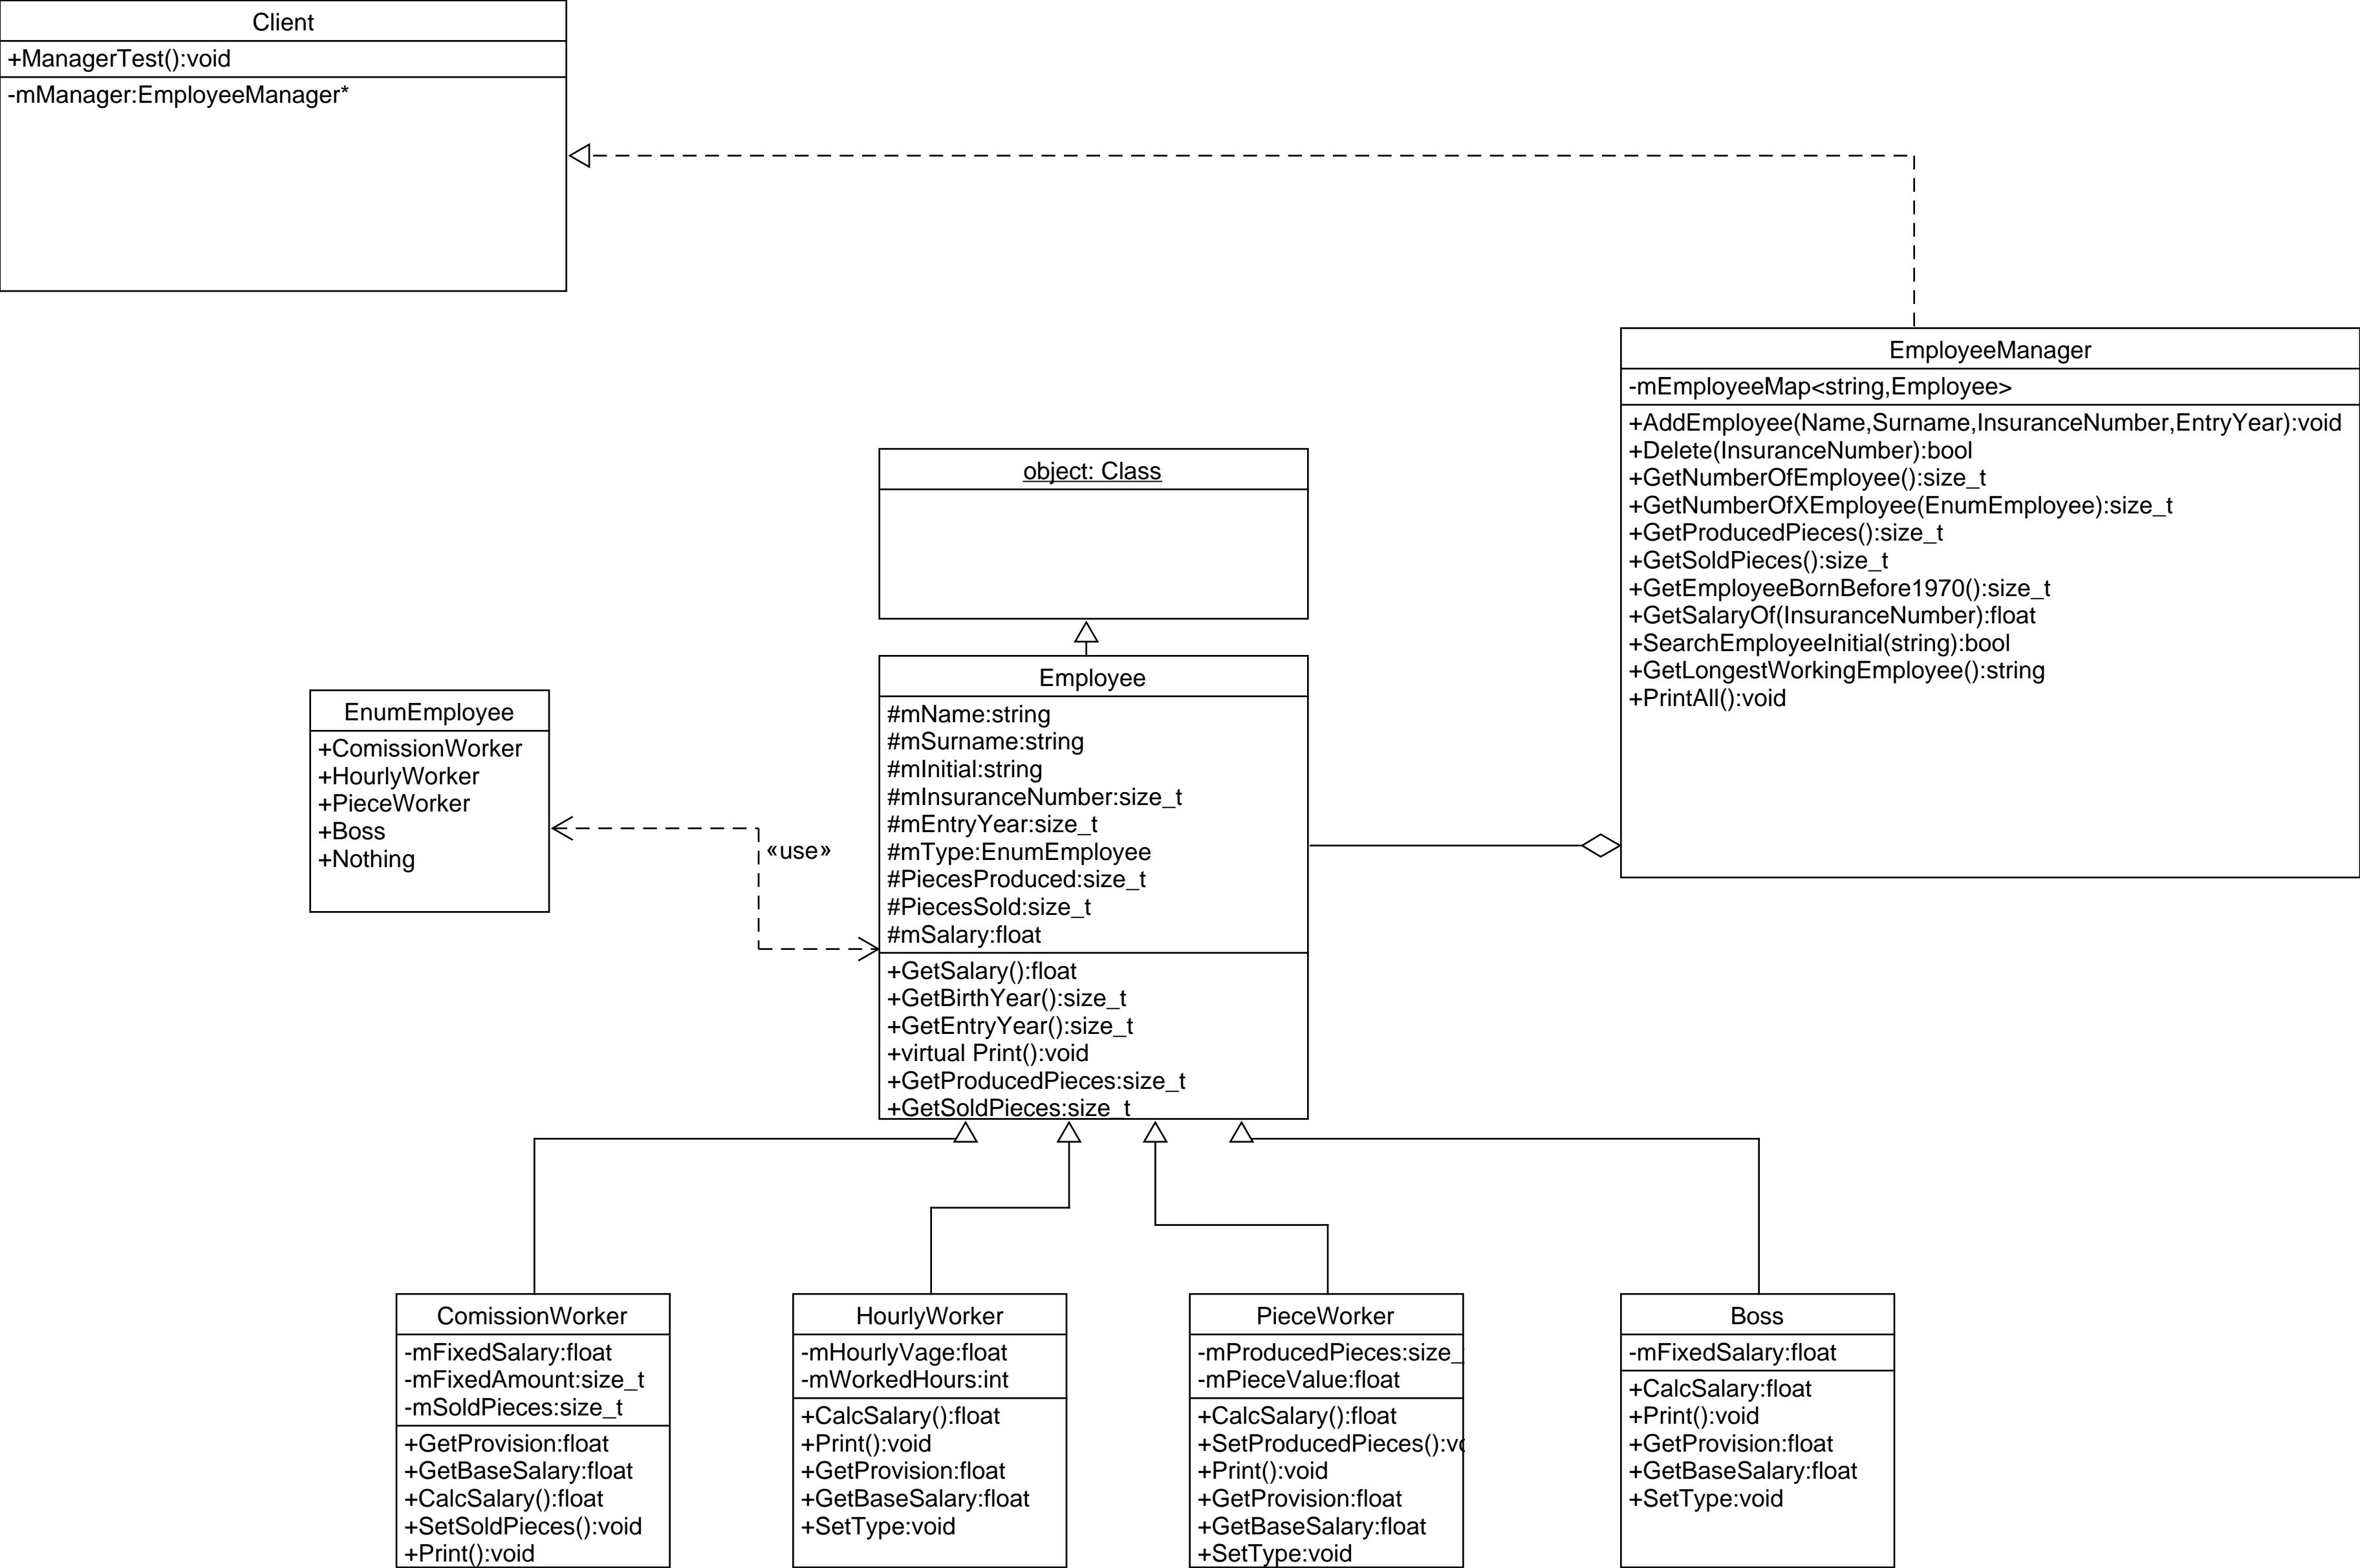 Client
+ManagerTest():void
-mManager:EmployeeManager*
EmployeeManager
-mEmployeeMap<string,Employee>
+AddEmployee(Name,Surname,InsuranceNumber,EntryYear):void
+Delete(InsuranceNumber):bool
+GetNumberOfEmployee():size_t
+GetNumberOfXEmployee(EnumEmployee):size_t
+GetProducedPieces():size_t
+GetSoldPieces():size_t
+GetEmployeeBornBefore1970():size_t
+GetSalaryOf(InsuranceNumber):float
+SearchEmployeeInitial(string):bool
+GetLongestWorkingEmployee():string
+PrintAll():void
object: Class
Employee
#mName:string
#mSurname:string
#mInitial:string
#mInsuranceNumber:size_t
#mEntryYear:size_t
#mType:EnumEmployee
#PiecesProduced:size_t
#PiecesSold:size_t
#mSalary:float
+GetSalary():float
+GetBirthYear():size_t
+GetEntryYear():size_t
+virtual Print():void
+GetProducedPieces:size_t
+GetSoldPieces:size_t
EnumEmployee
+ComissionWorker
+HourlyWorker
+PieceWorker
+Boss
+Nothing
«use»
ComissionWorker
-mFixedSalary:float
-mFixedAmount:size_t
-mSoldPieces:size_t
+GetProvision:float
+GetBaseSalary:float
+CalcSalary():float
+SetSoldPieces():void
+Print():void
HourlyWorker
-mHourlyVage:float
-mWorkedHours:int
+CalcSalary():float
+Print():void
+GetProvision:float
+GetBaseSalary:float
+SetType:void
PieceWorker
-mProducedPieces:size_
-mPieceValue:float
+CalcSalary():float
+SetProducedPieces():vo
+Print():void
+GetProvision:float
+GetBaseSalary:float
+SetType:void
Boss
-mFixedSalary:float
+CalcSalary:float
+Print():void
+GetProvision:float
+GetBaseSalary:float
+SetType:void